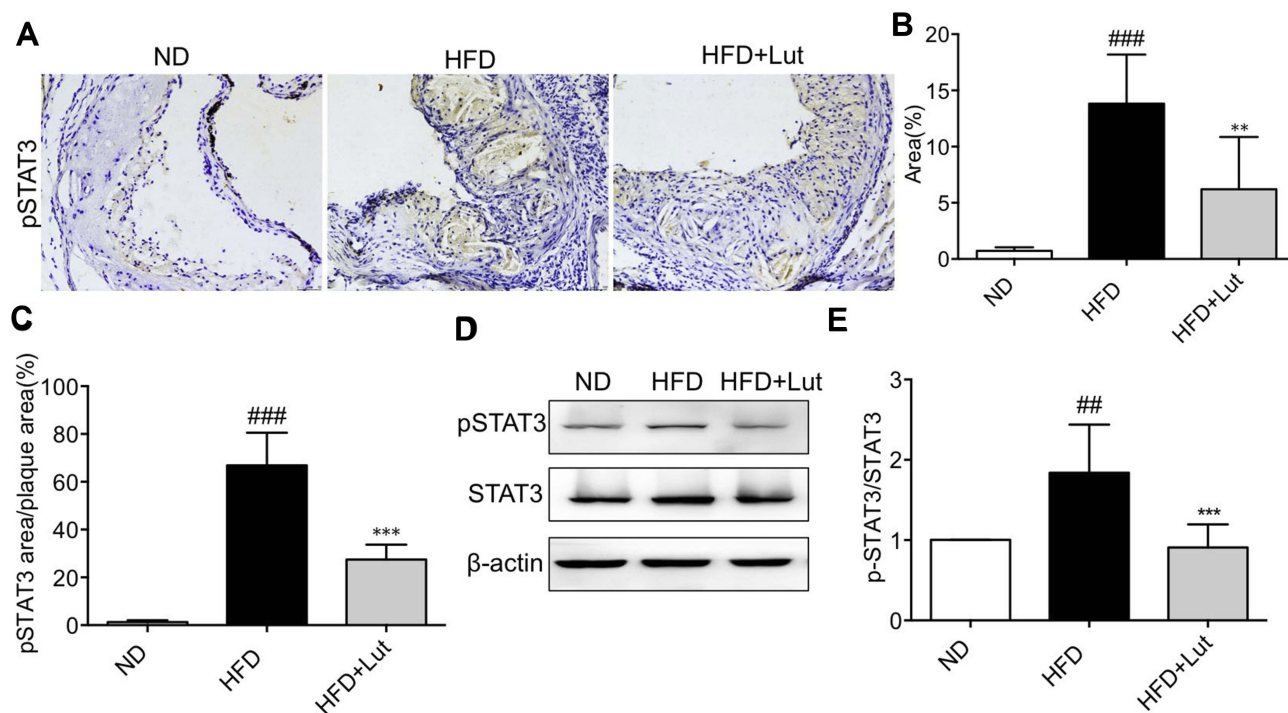 A
ND
HFD
HFD+Lut
pSTAT3
B
Area(%)
20
15
10
5
0
###
**
ND
HFD
HFD+Lut
C
pSTAT3 area/plaque area(%)
100
80
60
40
20
0
###
***
ND
HFD
HFD+Lut
D
ND
HFD
HFD+Lut
pSTAT3
STAT3
β-actin
E
p-STAT3/STAT3
3
2
1
0
##
***
ND
HFD
HFD+Lut